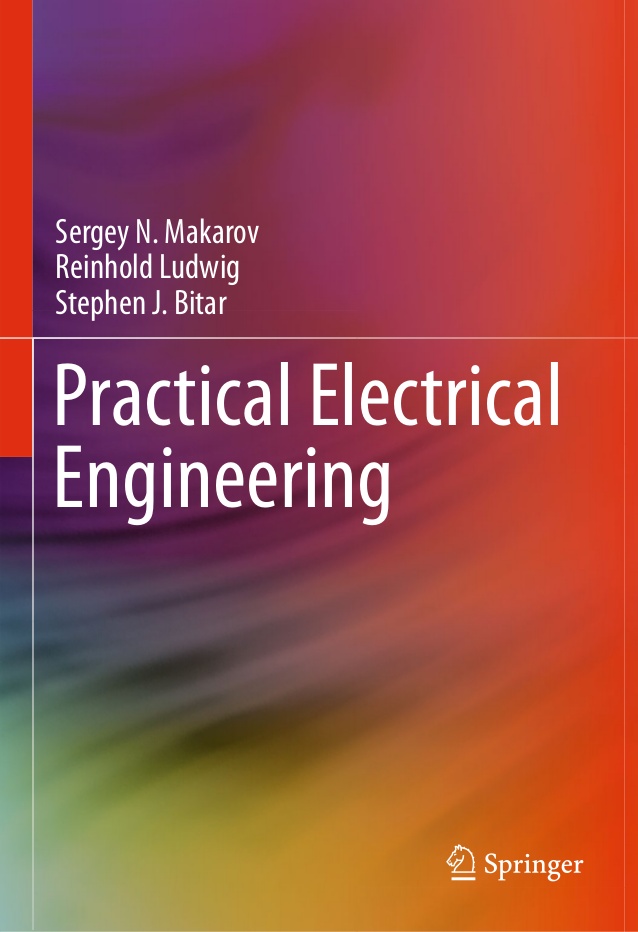 Sergey N. Makarov
Reinhold Ludwig
Stephen J. Bitar
Practical Electrical
Engineering
Springer